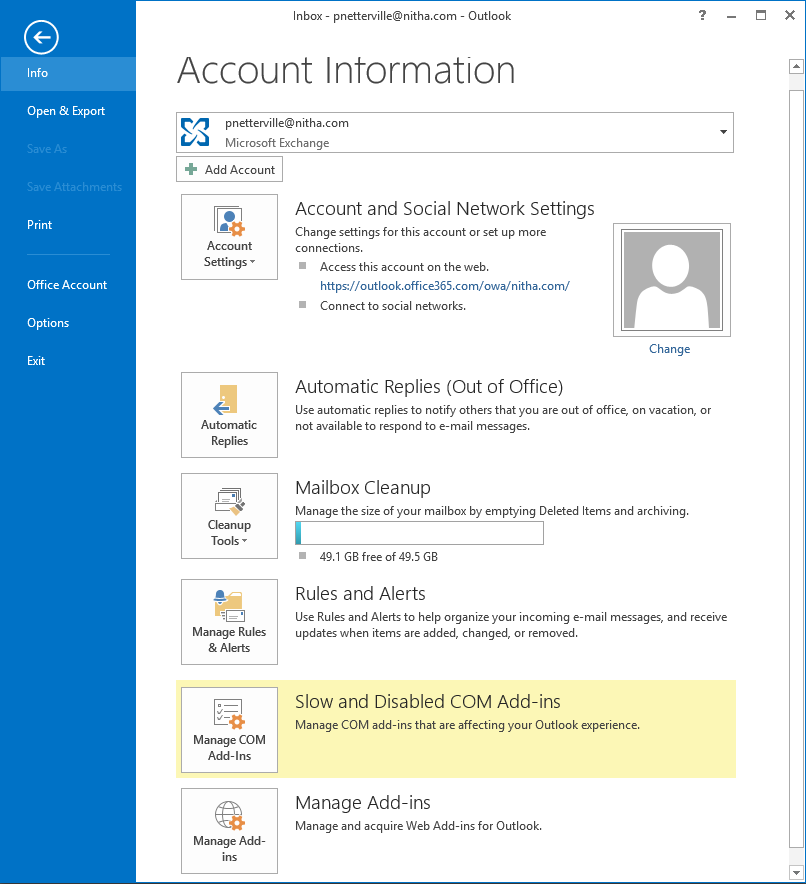 Inbox - pnetterville@nitha.com - Outlook
?
Info
Open & Export
Save As
Save Attachments
Print
Office Account
Options
Exit
Account Information
pnetterville@nitha.com
Microsoft Exchange
Add Account
Account
Settings
Account and Social Network Settings
Change settings for this account or set up more
connections.
Access this account on the web.
https://outlook.office365.com/owa/nitha.com/
Connect to social networks.
Change
Automatic
Replies
Automatic Replies (Out of Office)
Use automatic replies to notify others that you are out of office, on vacation, or
not available to respond to e-mail messages.
Cleanup
Tools
Mailbox Cleanup
Manage the size of your mailbox by emptying Deleted Items and archiving.
49.1 GB free of 49.5 GB
Manage Rules
& Alerts
Rules and Alerts
Use Rules and Alerts to help organize your incoming e-mail messages, and receive
updates when items are added, changed, or removed.
Manage COM
Add-Ins
Slow and Disabled COM Add-ins
Manage COM add-ins that are affecting your Outlook experience.
Manage Add-
ins
Manage Add-ins
Manage and acquire Web Add-ins for Outlook.